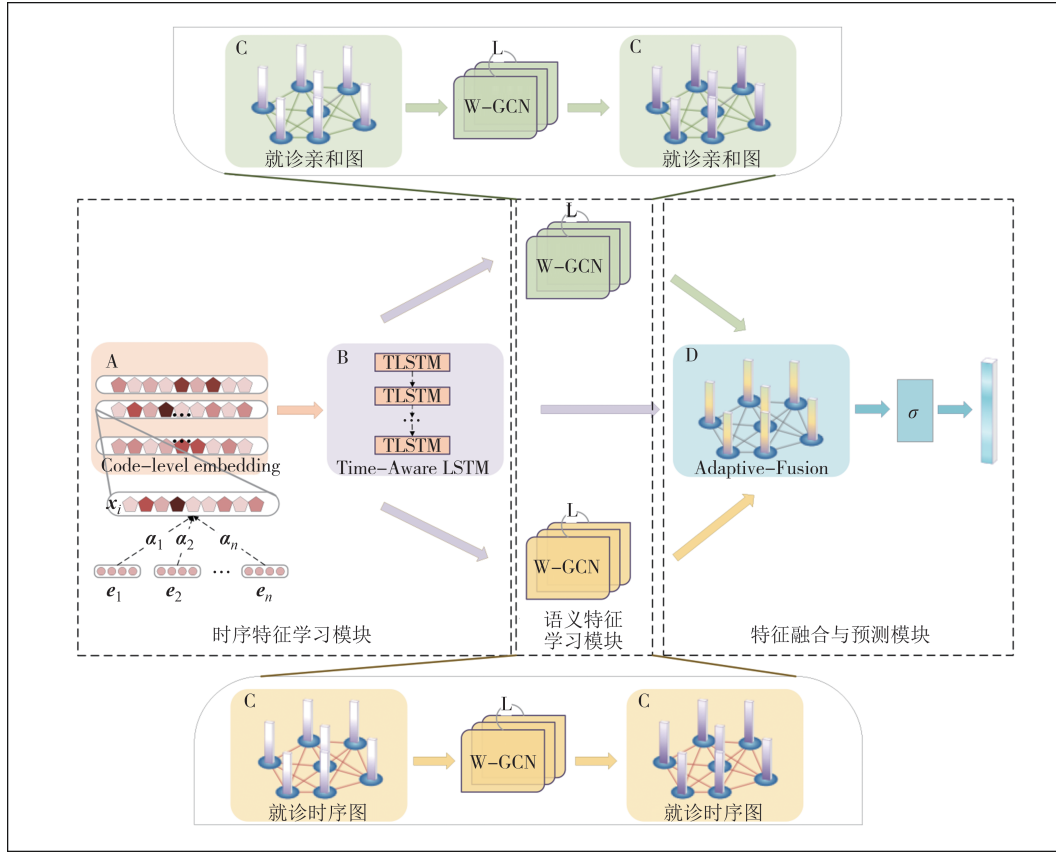 C
L
C
W-GCN
就诊亲和图
就诊亲和图
L
W-GCN
A
Code-level embedding
x_i
α_1 α_2 α_n
...
e_1 e_2 e_n
B
TLSTM
TLSTM
...
TLSTM
Time-Aware LSTM
D
Adaptive-Fusion
σ
L
W-GCN
时序特征学习模块
语义特征
学习模块
特征融合与预测模块
C
L
C
W-GCN
就诊时序图
就诊时序图